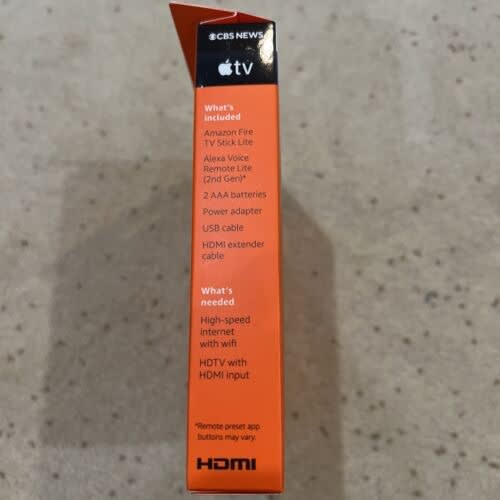 CBS NEWS
tv
What's
included
Amazon Fire
TV Stick Lite
Alexa Voice
Remote Lite
(2nd Gen)*
2 AAA batteries
Power adapter
USB cable
HDMI extender
cable
What's
needed
High-speed
internet
with wifi
HDTV with
HDMI input
*Remote preset app
buttons may vary.
HDMI